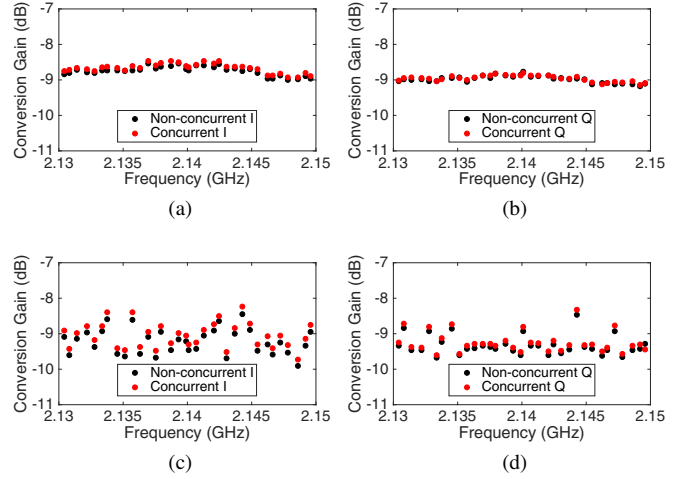 Conversion Gain (dB)
-7
-8
-9
-10
-11
Non-concurrent I
Concurrent I
2.13 2.135 2.14 2.145 2.15
Frequency (GHz)
(a)
Conversion Gain (dB)
-7
-8
-9
-10
-11
Non-concurrent Q
Concurrent Q
2.13 2.135 2.14 2.145 2.15
Frequency (GHz)
(b)
Conversion Gain (dB)
-7
-8
-9
-10
-11
Non-concurrent I
Concurrent I
2.13 2.135 2.14 2.145 2.15
Frequency (GHz)
(c)
Conversion Gain (dB)
-7
-8
-9
-10
-11
Non-concurrent Q
Concurrent Q
2.13 2.135 2.14 2.145 2.15
Frequency (GHz)
(d)